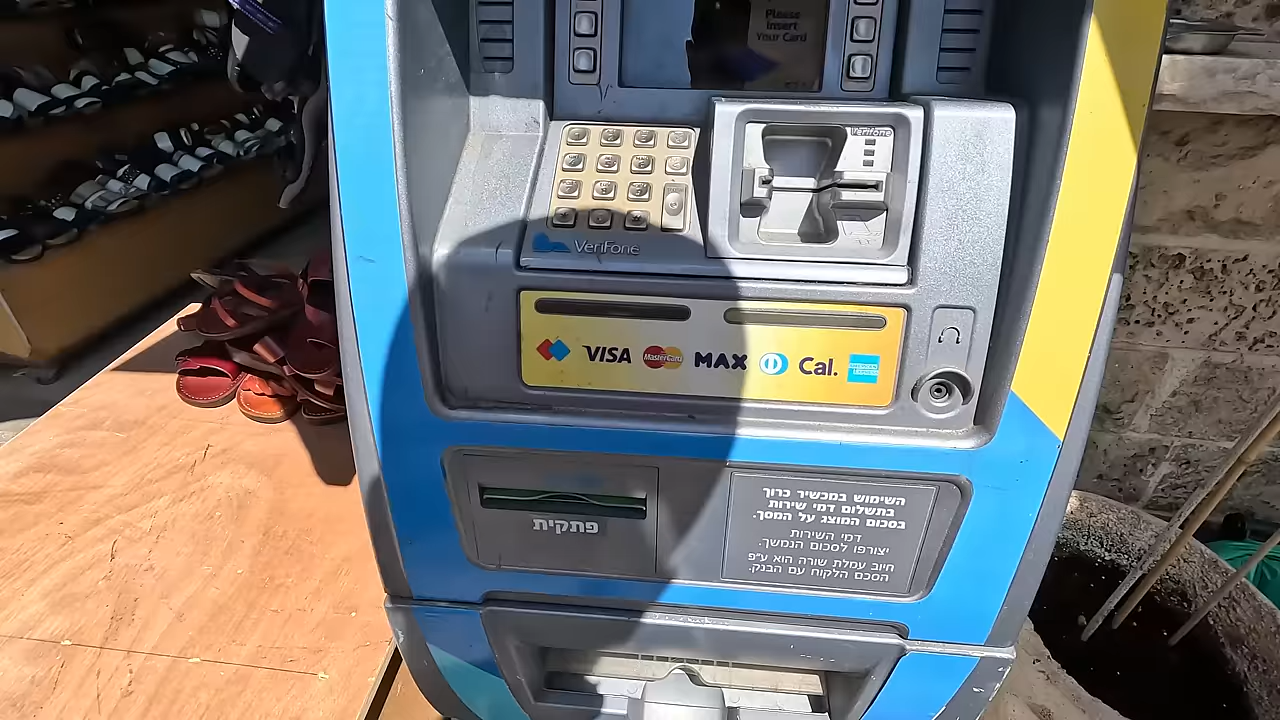 Please
Insert
Your Card
Verifone
VeriFone
VISA
MasterCard
MAX
Cal.
AMERICAN
EXPRESS
פתקית
השימוש במכשיר כרוך
בתשלום דמי שירות
בסכום המוצג על המסך.
דמי השירות
יצורפו לסכום הנמשך.
חיוב עמלת שורה הוא ע״פ
הסכם הלקוח עם הבנק.